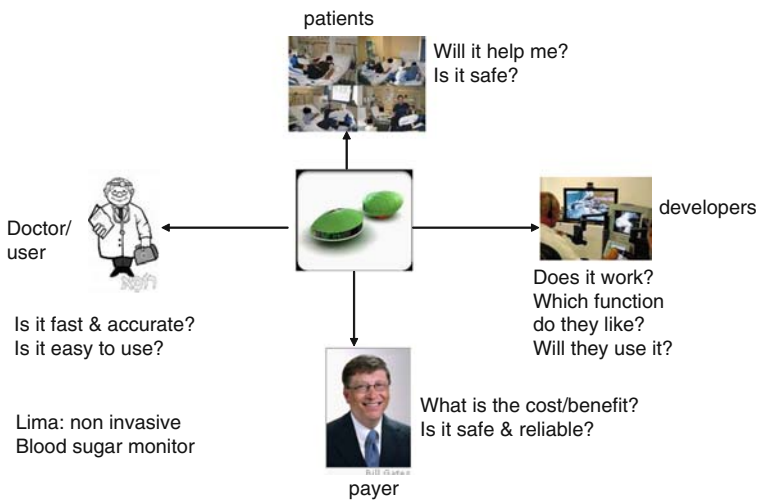 patients
Will it help me?
Is it safe?
Doctor/
user
developers
Is it fast & accurate?
Is it easy to use?
Does it work?
Which function
do they like?
Will they use it?
Lima: non invasive
Blood sugar monitor
What is the cost/benefit?
Is it safe & reliable?
Bill Gates
payer